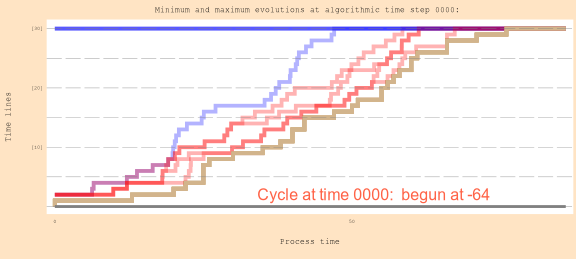 Minimum and maximum evolutions at algorithmic time step 0000:
[30]
[20]
[10]
Time lines
Cycle at time 0000: begun at -64
0
50
Process time